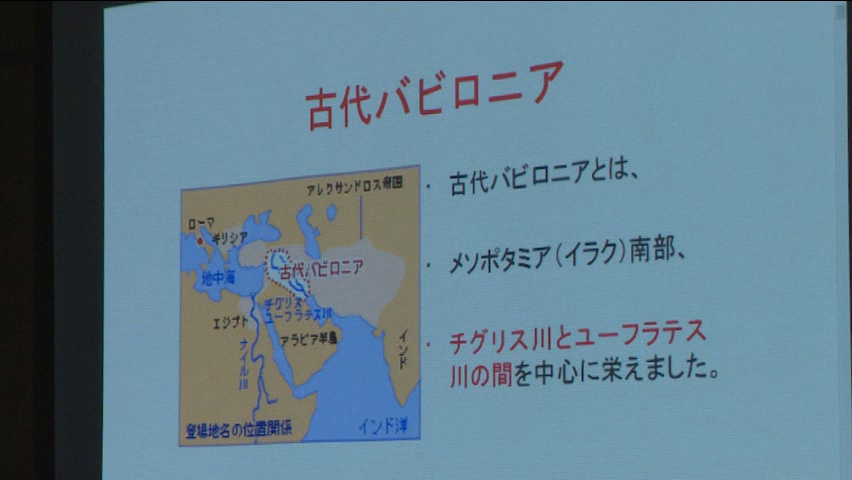 古代バビロニア
・ 古代バビロニアとは、
・ メソポタミア(イラク)南部、
・ チグリス川とユーフラテス
川の間を中心に栄えました。
アレクサンドロス帝国
ローマ
ギリシア
古代バビロニア
地中海
チグリス
ユーフラテス川
エジプト
アラビア半島
ナイル川
インド
登場地名の位置関係
インド洋